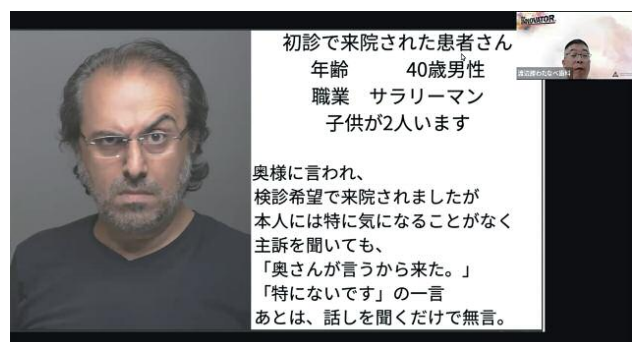 初診で来院された患者さん
年齢 40歳男性
職業 サラリーマン
子供が2人います
奥様に言われ、
検診希望で来院されましたが
本人には特に気になることがなく
主訴を聞いても、
「奥さんが言うから来た。」
「特にないです」の一言
あとは、話しを聞くだけで無言。
INNOVATOR